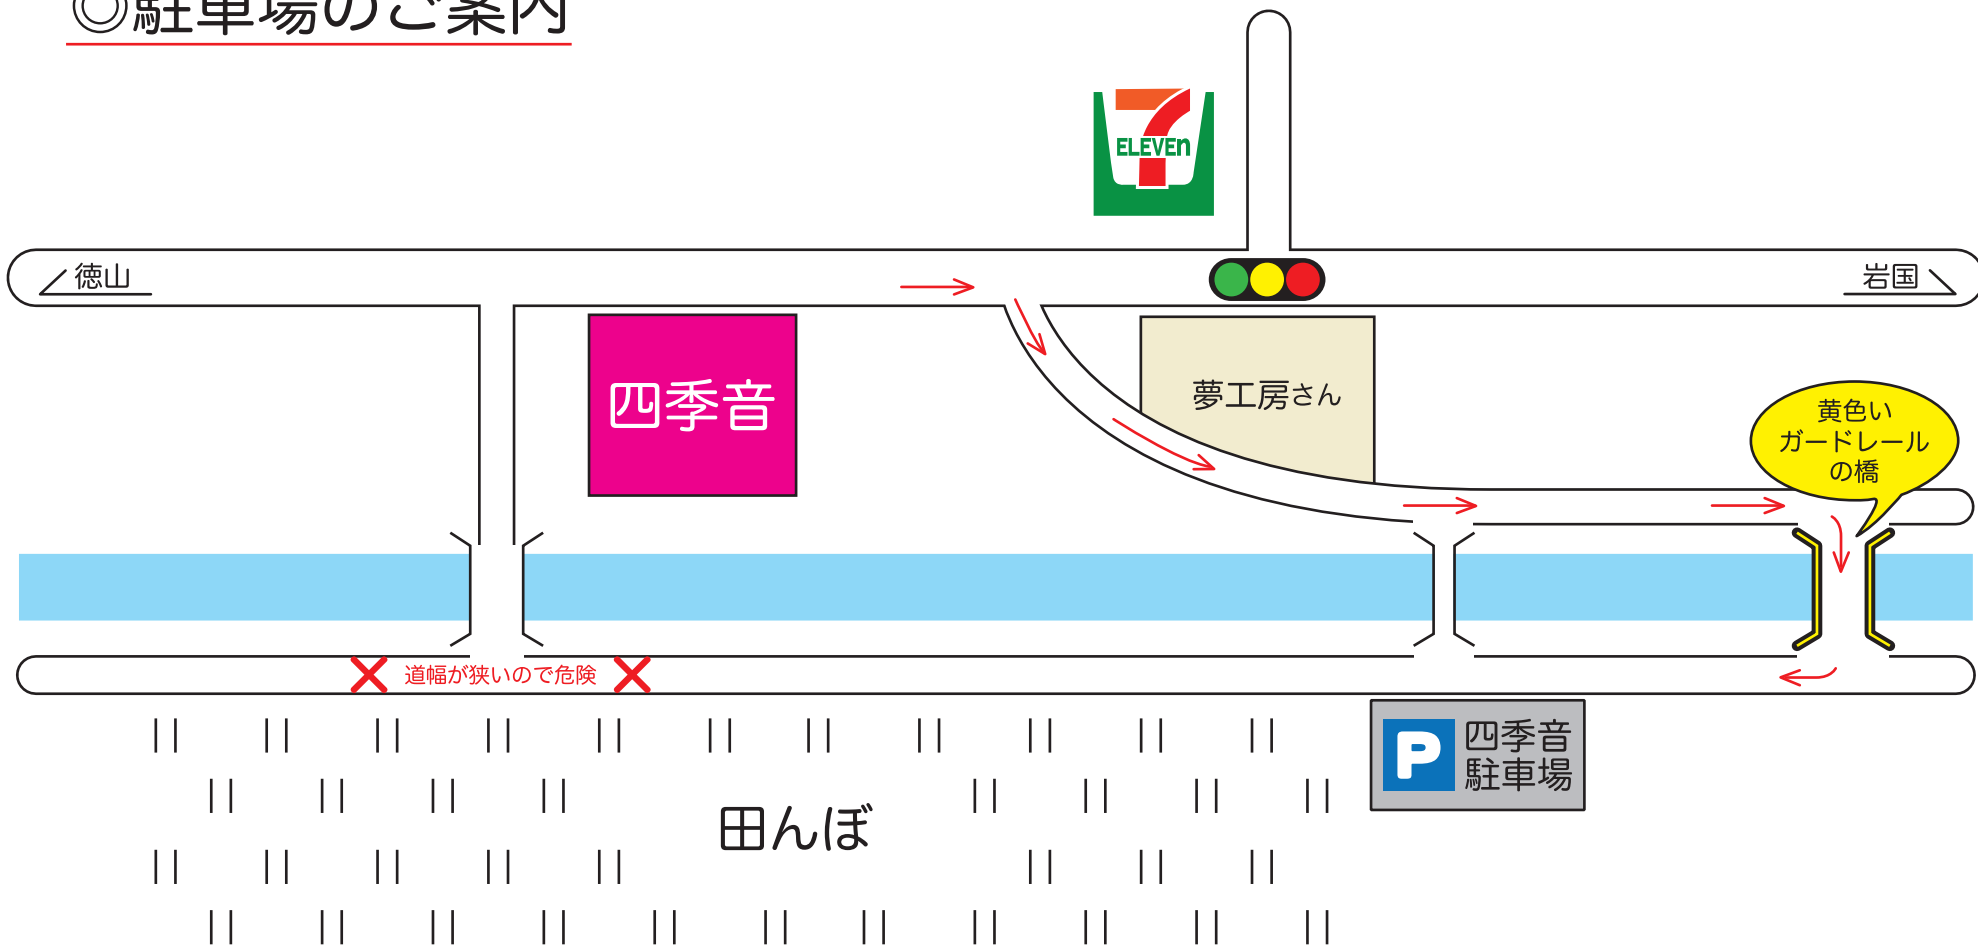 ◎駐車場のご案内
7
ELEVEn
徳山
岩国
四季音
夢工房さん
黄色い
ガードレール
の橋
道幅が狭いので危険
P
四季音
駐車場
田んぼ